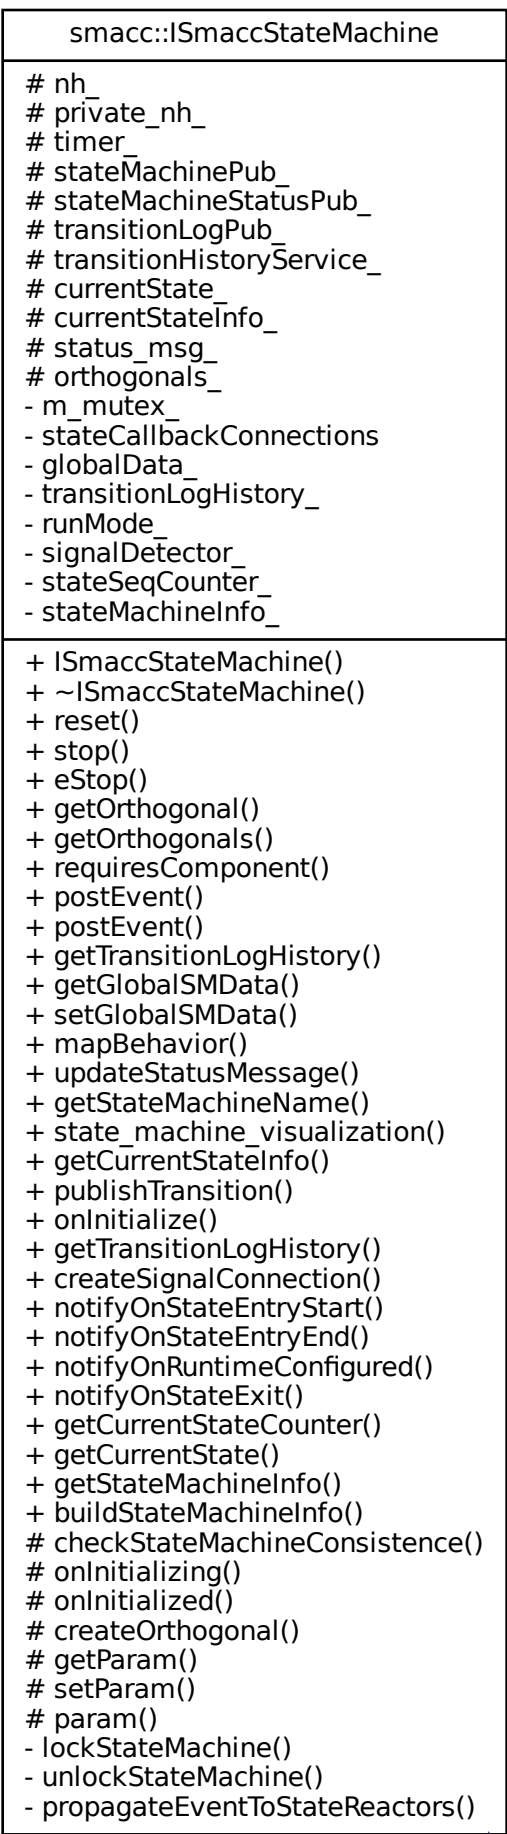 smacc::ISmaccStateMachine
# nh_
# private_nh_
# timer_
# stateMachinePub_
# stateMachineStatusPub_
# transitionLogPub_
# transitionHistoryService_
# currentState_
# currentStateInfo_
# status_msg_
# orthogonals_
- m_mutex_
- stateCallbackConnections
- globalData_
- transitionLogHistory_
- runMode_
- signalDetector_
- stateSeqCounter_
- stateMachineInfo_
+ ISmaccStateMachine()
+ ~ISmaccStateMachine()
+ reset()
+ stop()
+ eStop()
+ getOrthogonal()
+ getOrthogonals()
+ requiresComponent()
+ postEvent()
+ postEvent()
+ getTransitionLogHistory()
+ getGlobalSMData()
+ setGlobalSMData()
+ mapBehavior()
+ updateStatusMessage()
+ getStateMachineName()
+ state_machine_visualization()
+ getCurrentStateInfo()
+ publishTransition()
+ onInitialize()
+ getTransitionLogHistory()
+ createSignalConnection()
+ notifyOnStateEntryStart()
+ notifyOnStateEntryEnd()
+ notifyOnRuntimeConfigured()
+ notifyOnStateExit()
+ getCurrentStateCounter()
+ getCurrentState()
+ getStateMachineInfo()
+ buildStateMachineInfo()
# checkStateMachineConsistence()
# onInitializing()
# onInitialized()
# createOrthogonal()
# getParam()
# setParam()
# param()
- lockStateMachine()
- unlockStateMachine()
- propagateEventToStateReactors()